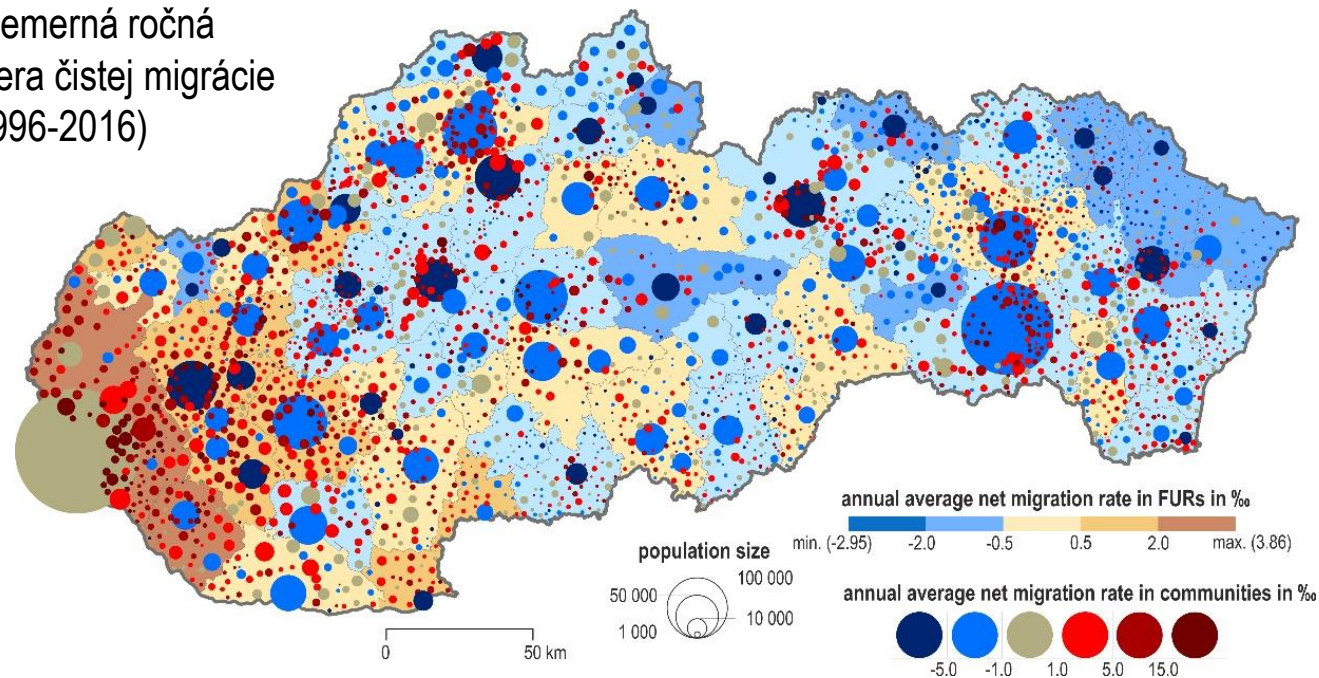 emerná ročná
era čistej migrácie
996-2016)
annual average net migration rate in FURs in ‰
min. (-2.95) -2.0 -0.5 0.5 2.0 max. (3.86)
population size
100 000
50 000
10 000
1 000
annual average net migration rate in communities in ‰
-5.0 -1.0 1.0 5.0 15.0
0 50 km